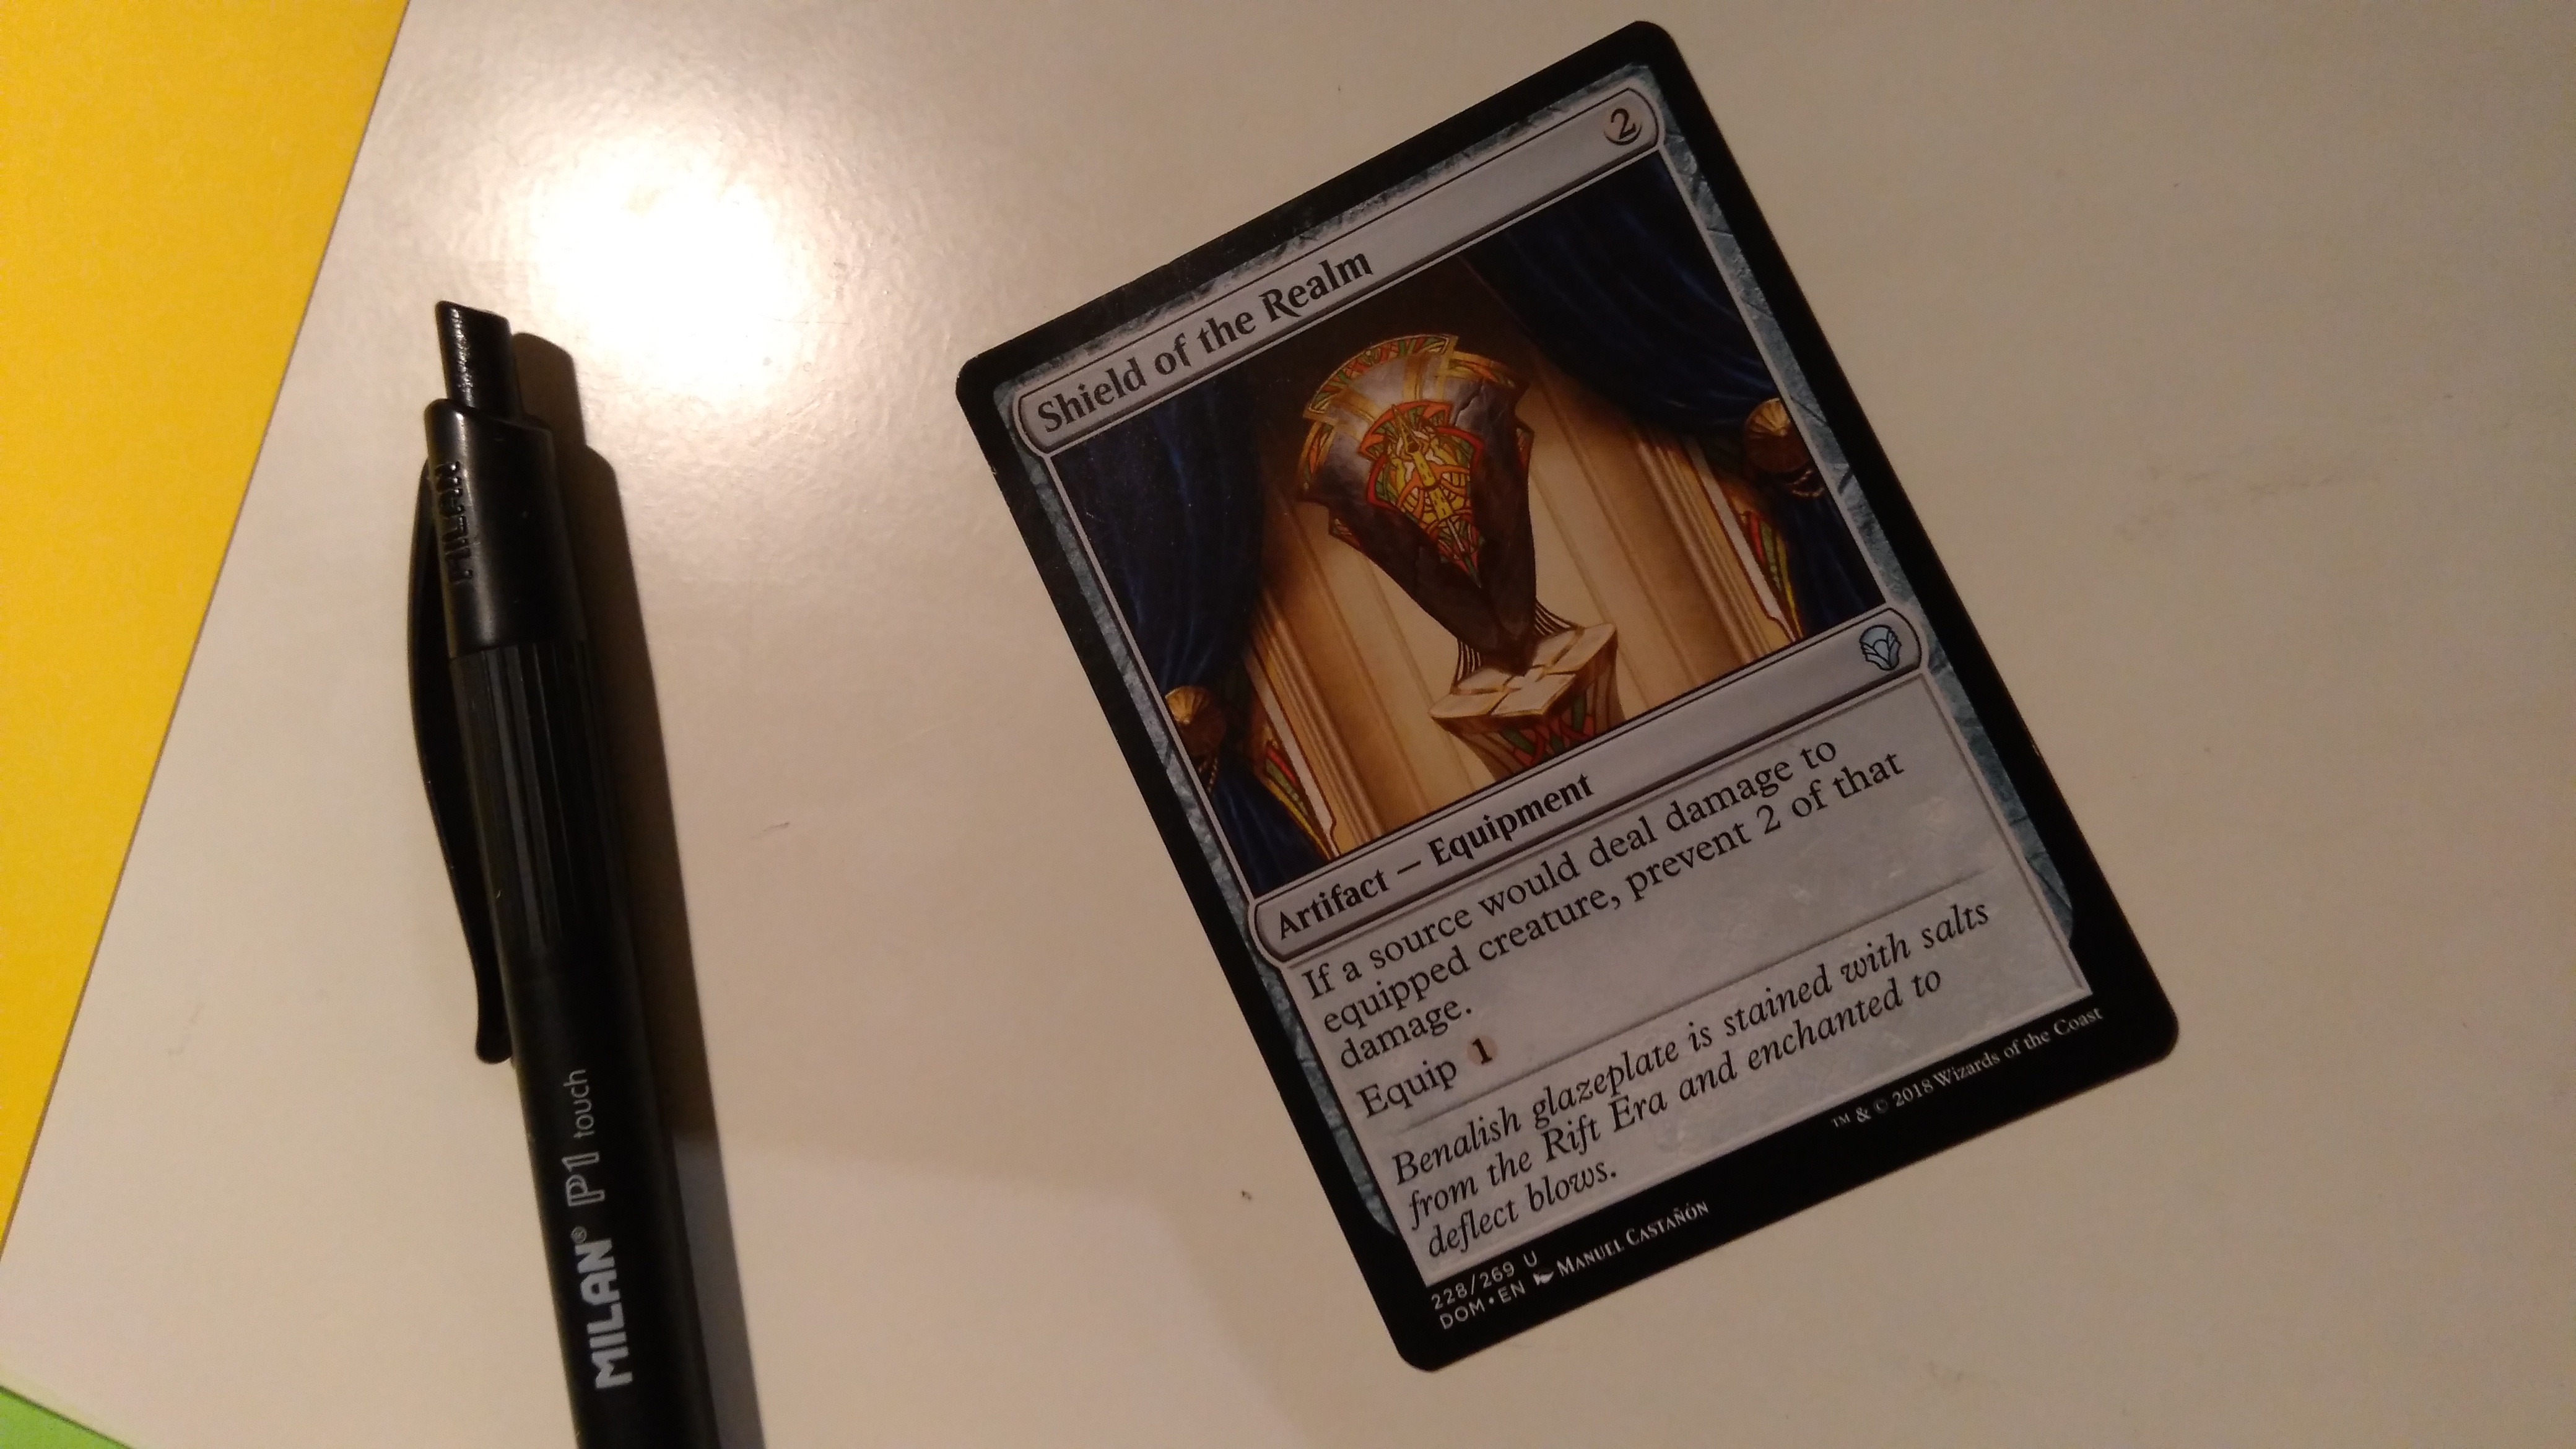 Shield of the Realm 2
Artifact — Equipment
If a source would deal damage to
equipped creature, prevent 2 of that
damage.
Equip 1
Benalish glazeplate is stained with salts
from the Rift Era and enchanted to
deflect blows.
228/269 U
DOM • EN MANUEL CASTAÑÓN
™ & © 2018 Wizards of the Coast
MILAN
MILAN® P1 touch